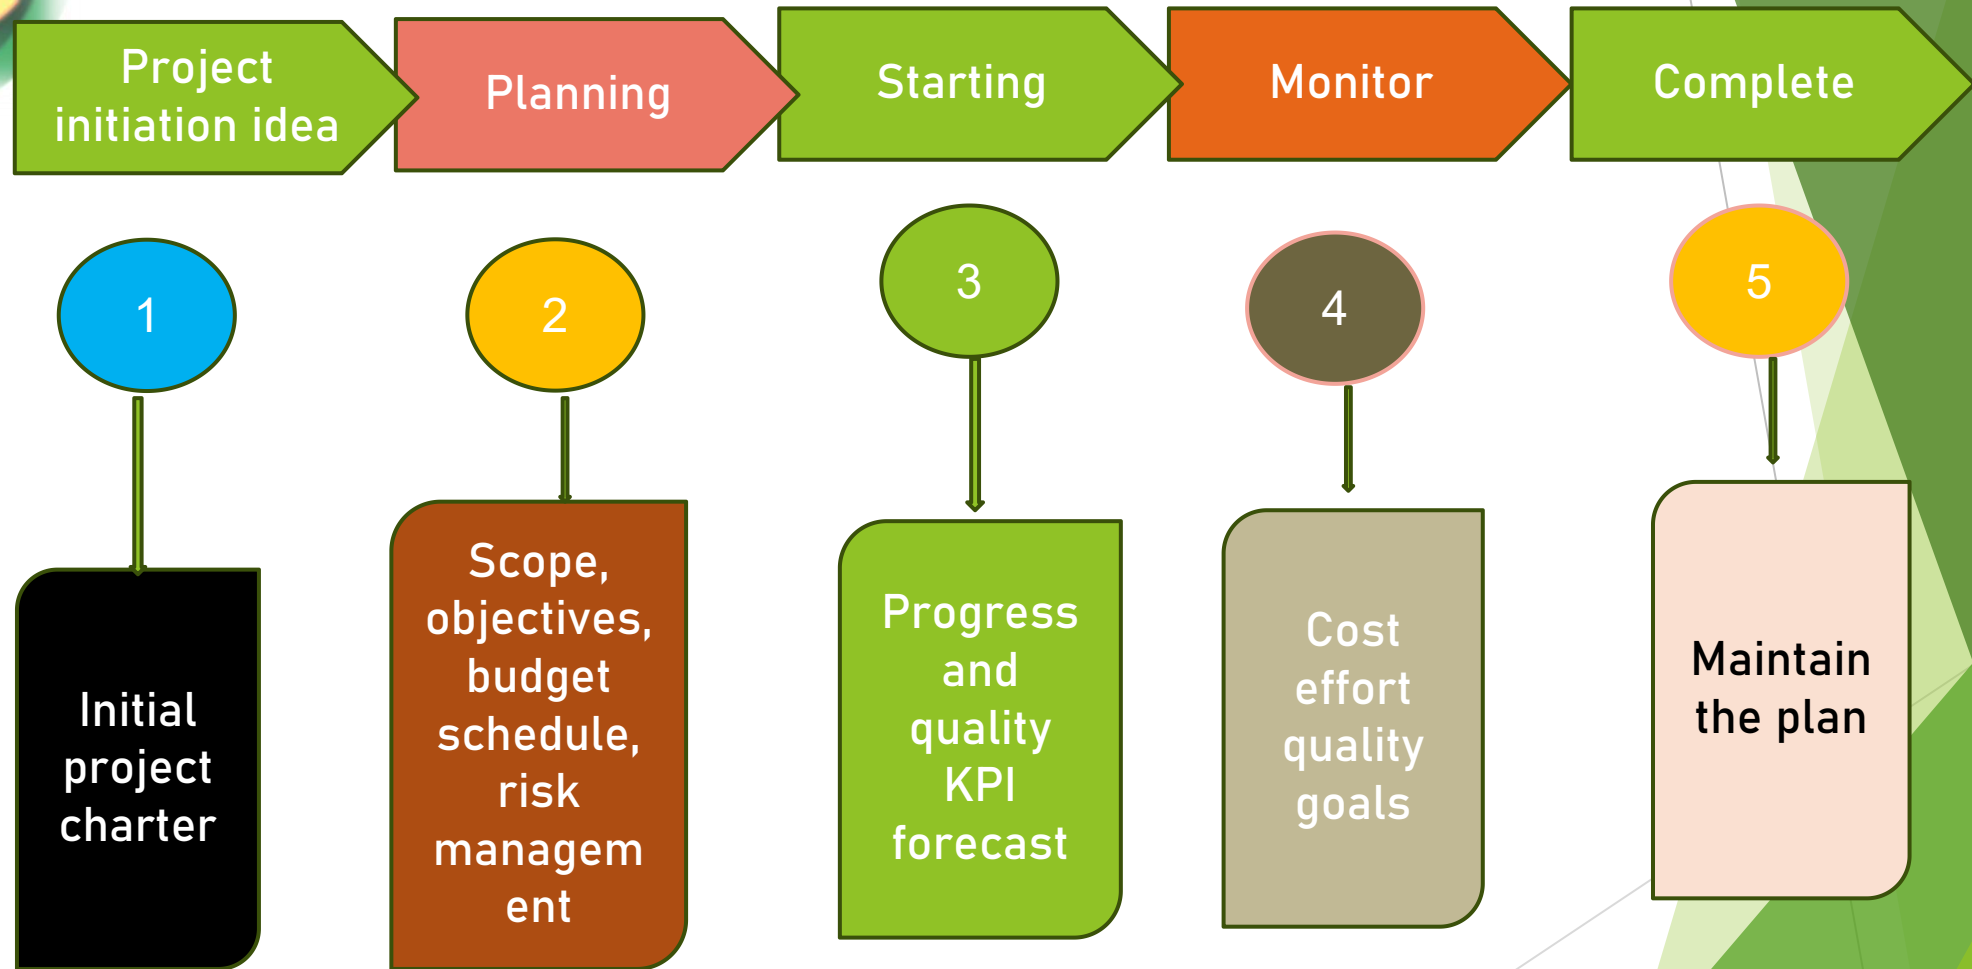 Project
initiation idea
Planning
Starting
Monitor
Complete
1
2
3
4
5
Initial
project
charter
Scope,
objectives,
budget
schedule,
risk
managem
ent
Progress
and
quality
KPI
forecast
Cost
effort
quality
goals
Maintain
the plan